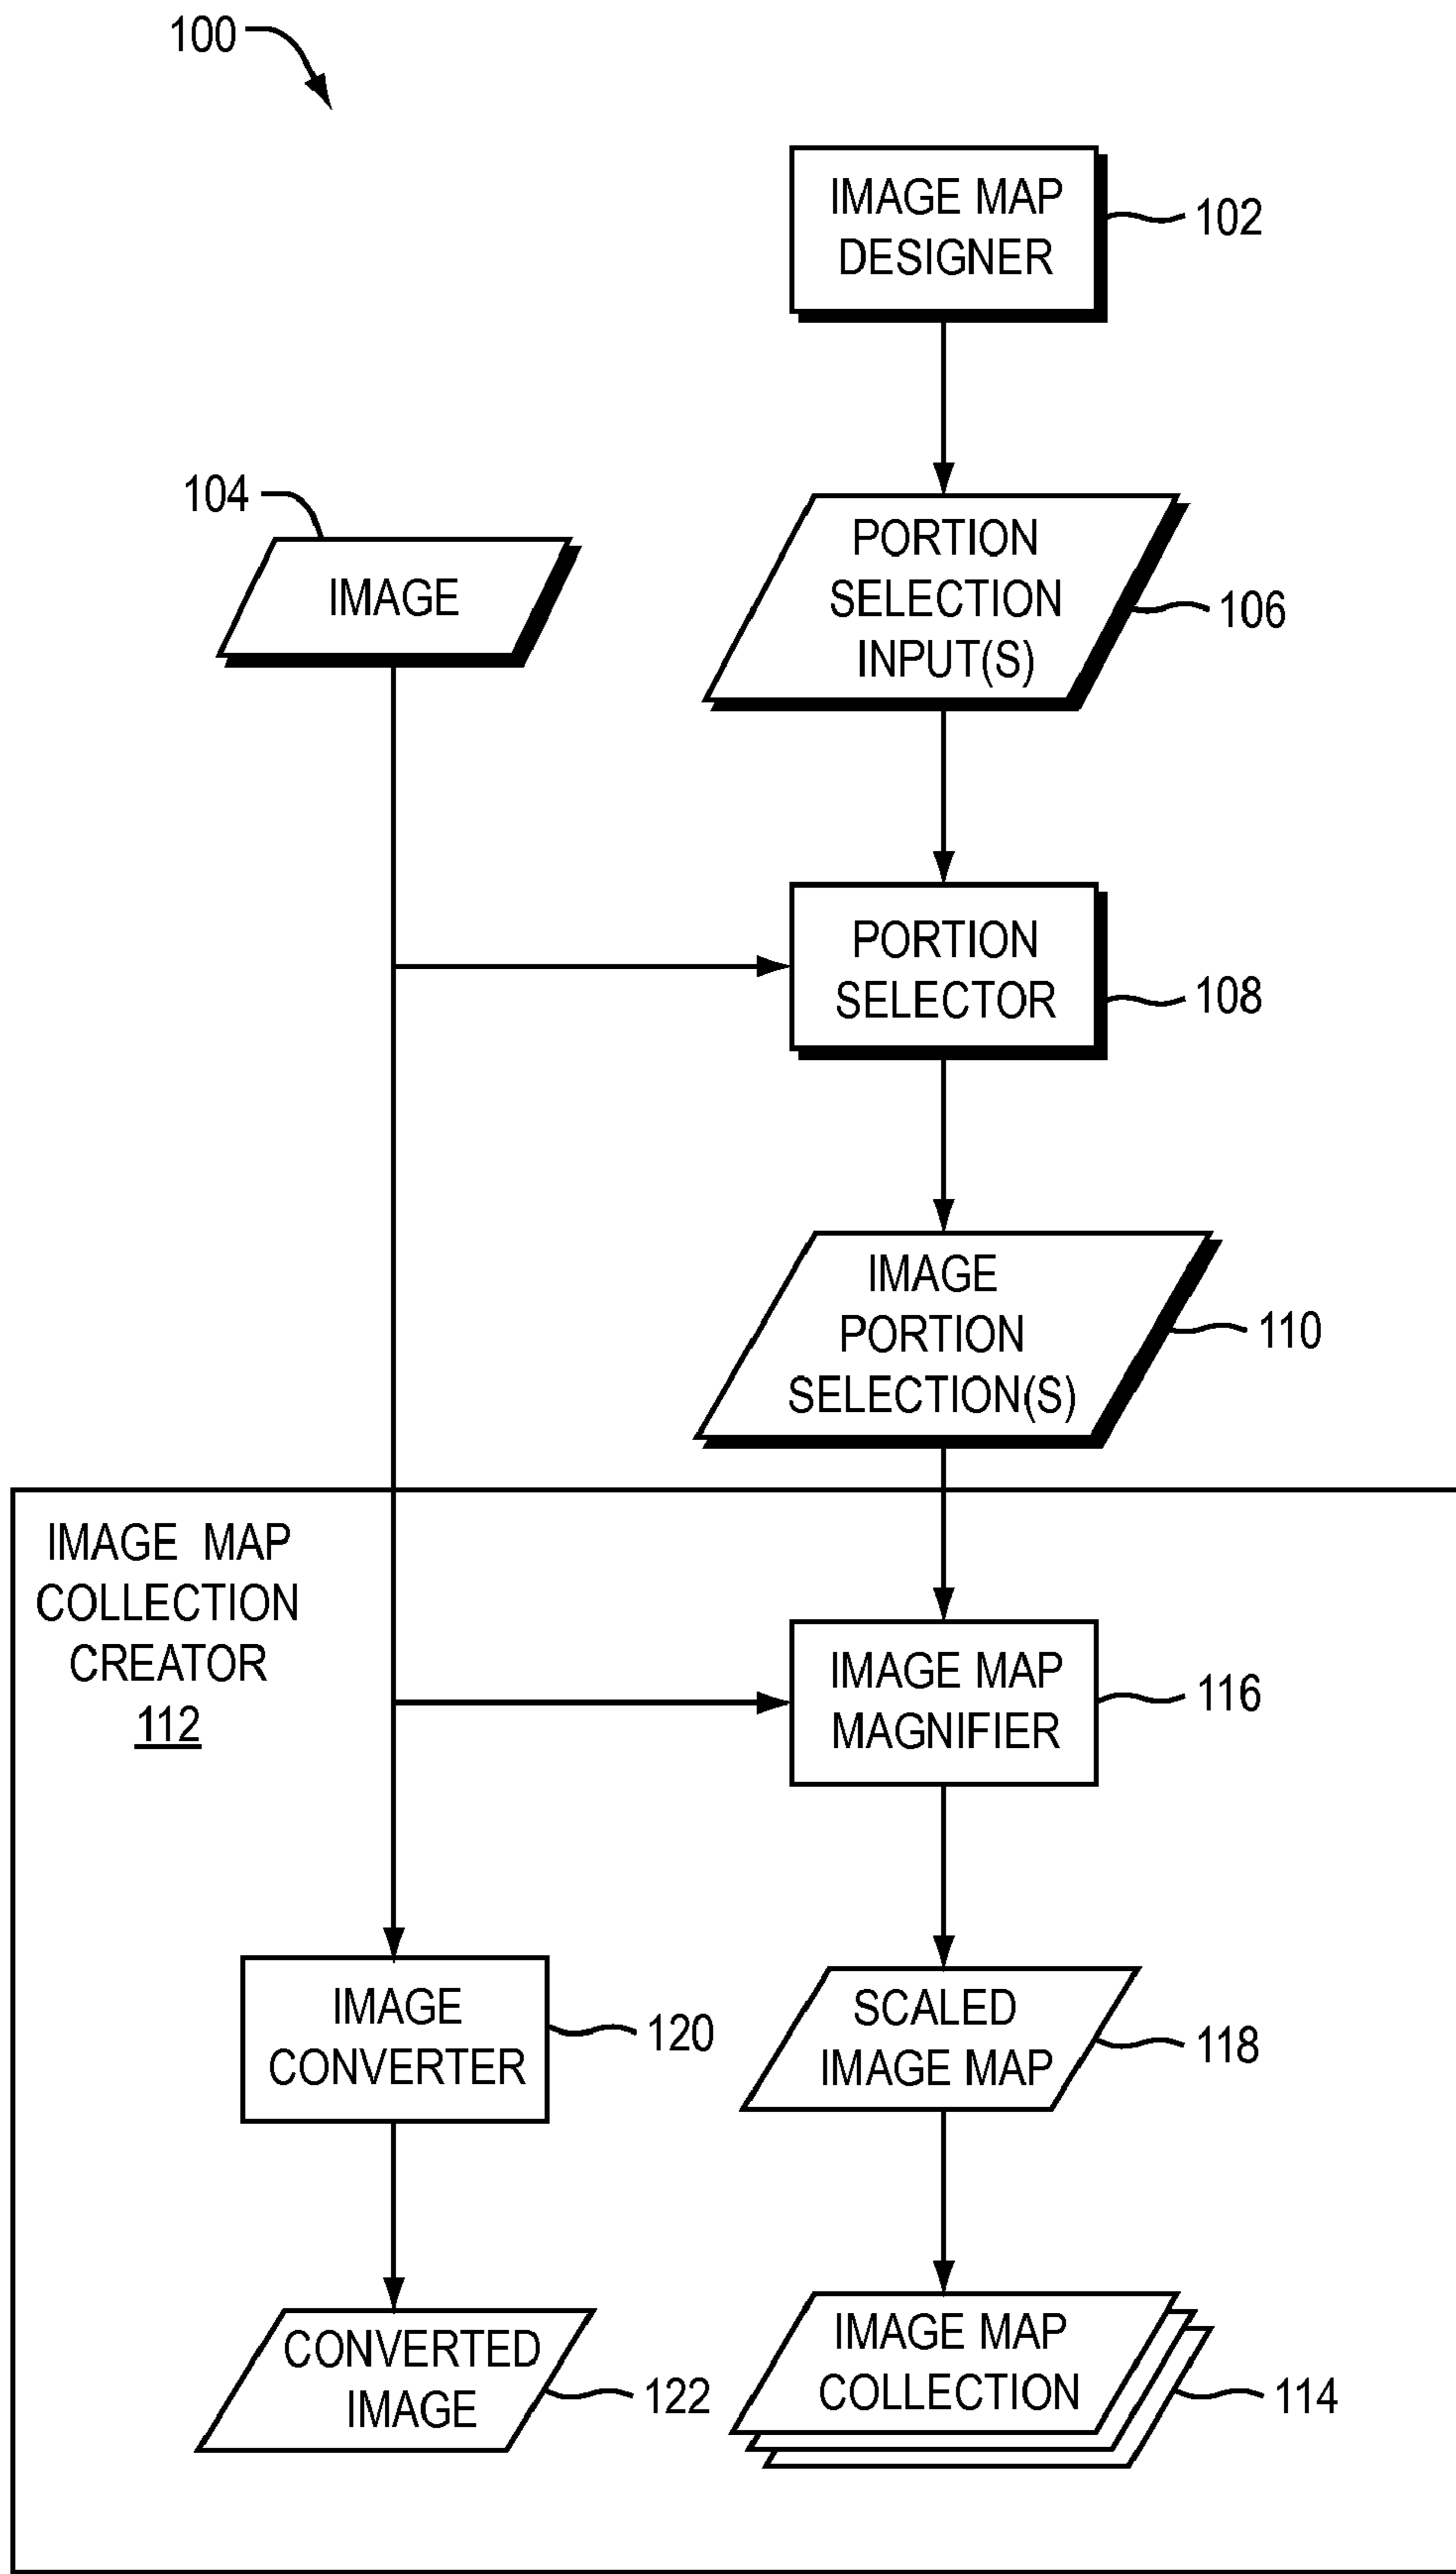 100
IMAGE MAP
DESIGNER
102
104
IMAGE
PORTION
SELECTION
INPUT(S)
106
PORTION
SELECTOR
108
IMAGE
PORTION
SELECTION(S)
110
IMAGE MAP
COLLECTION
CREATOR
112
IMAGE MAP
MAGNIFIER
116
IMAGE
CONVERTER
120
SCALED
IMAGE MAP
118
CONVERTED
IMAGE
122
IMAGE MAP
COLLECTION
114